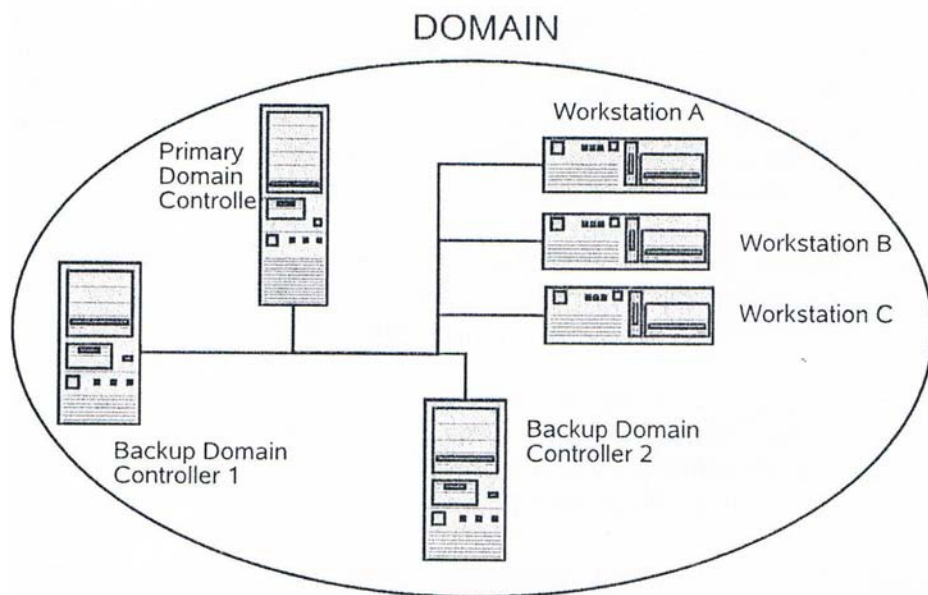 DOMAIN
Workstation A
Primary
Domain
Controlle
Workstation B
Workstation C
Backup Domain
Controller 1
Backup Domain
Controller 2